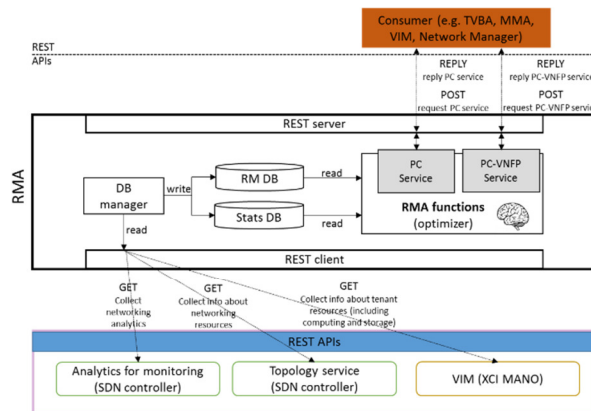 Consumer (e.g. TVBA, MMA,
VIM, Network Manager)
REST
APIs
REPLY
reply PC service
POST
request PC service
REPLY
reply PC-VNFP service
POST
request PC-VNFP service
REST server
RMA
DB
manager
write
read
RM DB
Stats DB
read
read
PC
Service
PC-VNFP
Service
RMA functions
(optimizer)
REST client
GET
Collect
networking
analytics
GET
Collect info about
networking
resources
GET
Collect info about tenant
resources (including
computing and storage)
REST APIs
Analytics for monitoring
(SDN controller)
Topology service
(SDN controller)
VIM (XCI MANO)